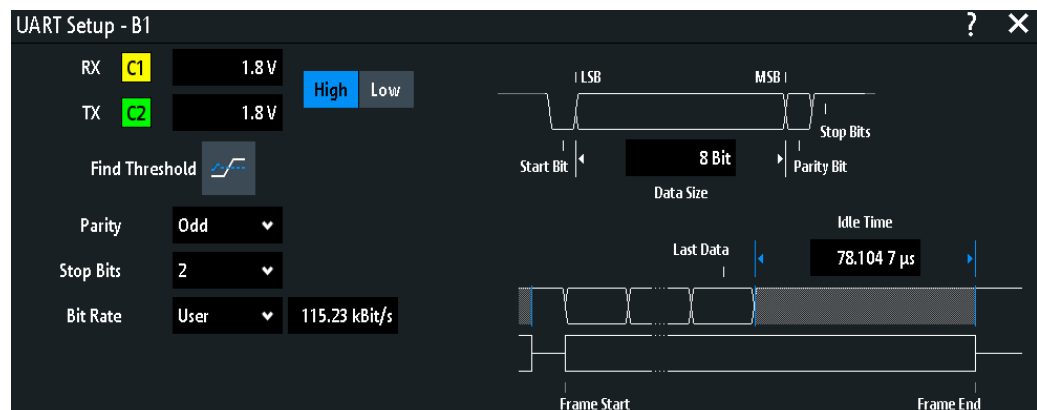 UART Setup - B1 ? ✕
RX C1 1.8 V
TX C2 1.8 V
High Low
Find Threshold
Parity Odd
Stop Bits 2
Bit Rate User 115.23 kBit/s
LSB MSB
Stop Bits
Start Bit 8 Bit Parity Bit
Data Size
Idle Time
Last Data 78.104 7 µs
Frame Start Frame End